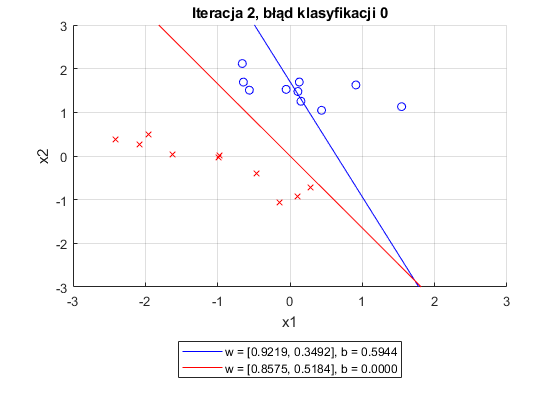 Iteracja 2, błąd klasyfikacji 0
3
2
1
0
-1
-2
-3
x2
-3
-2
-1
0
1
2
3
x1
w = [0.9219, 0.3492], b = 0.5944
w = [0.8575, 0.5184], b = 0.0000